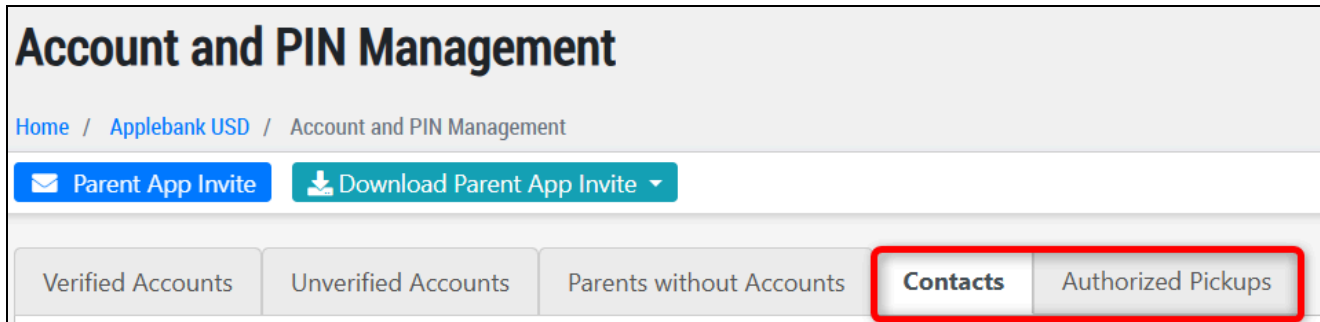 Account and PIN Management
Home / Applebank USD / Account and PIN Management
Parent App Invite Download Parent App Invite
Verified Accounts Unverified Accounts Parents without Accounts Contacts Authorized Pickups